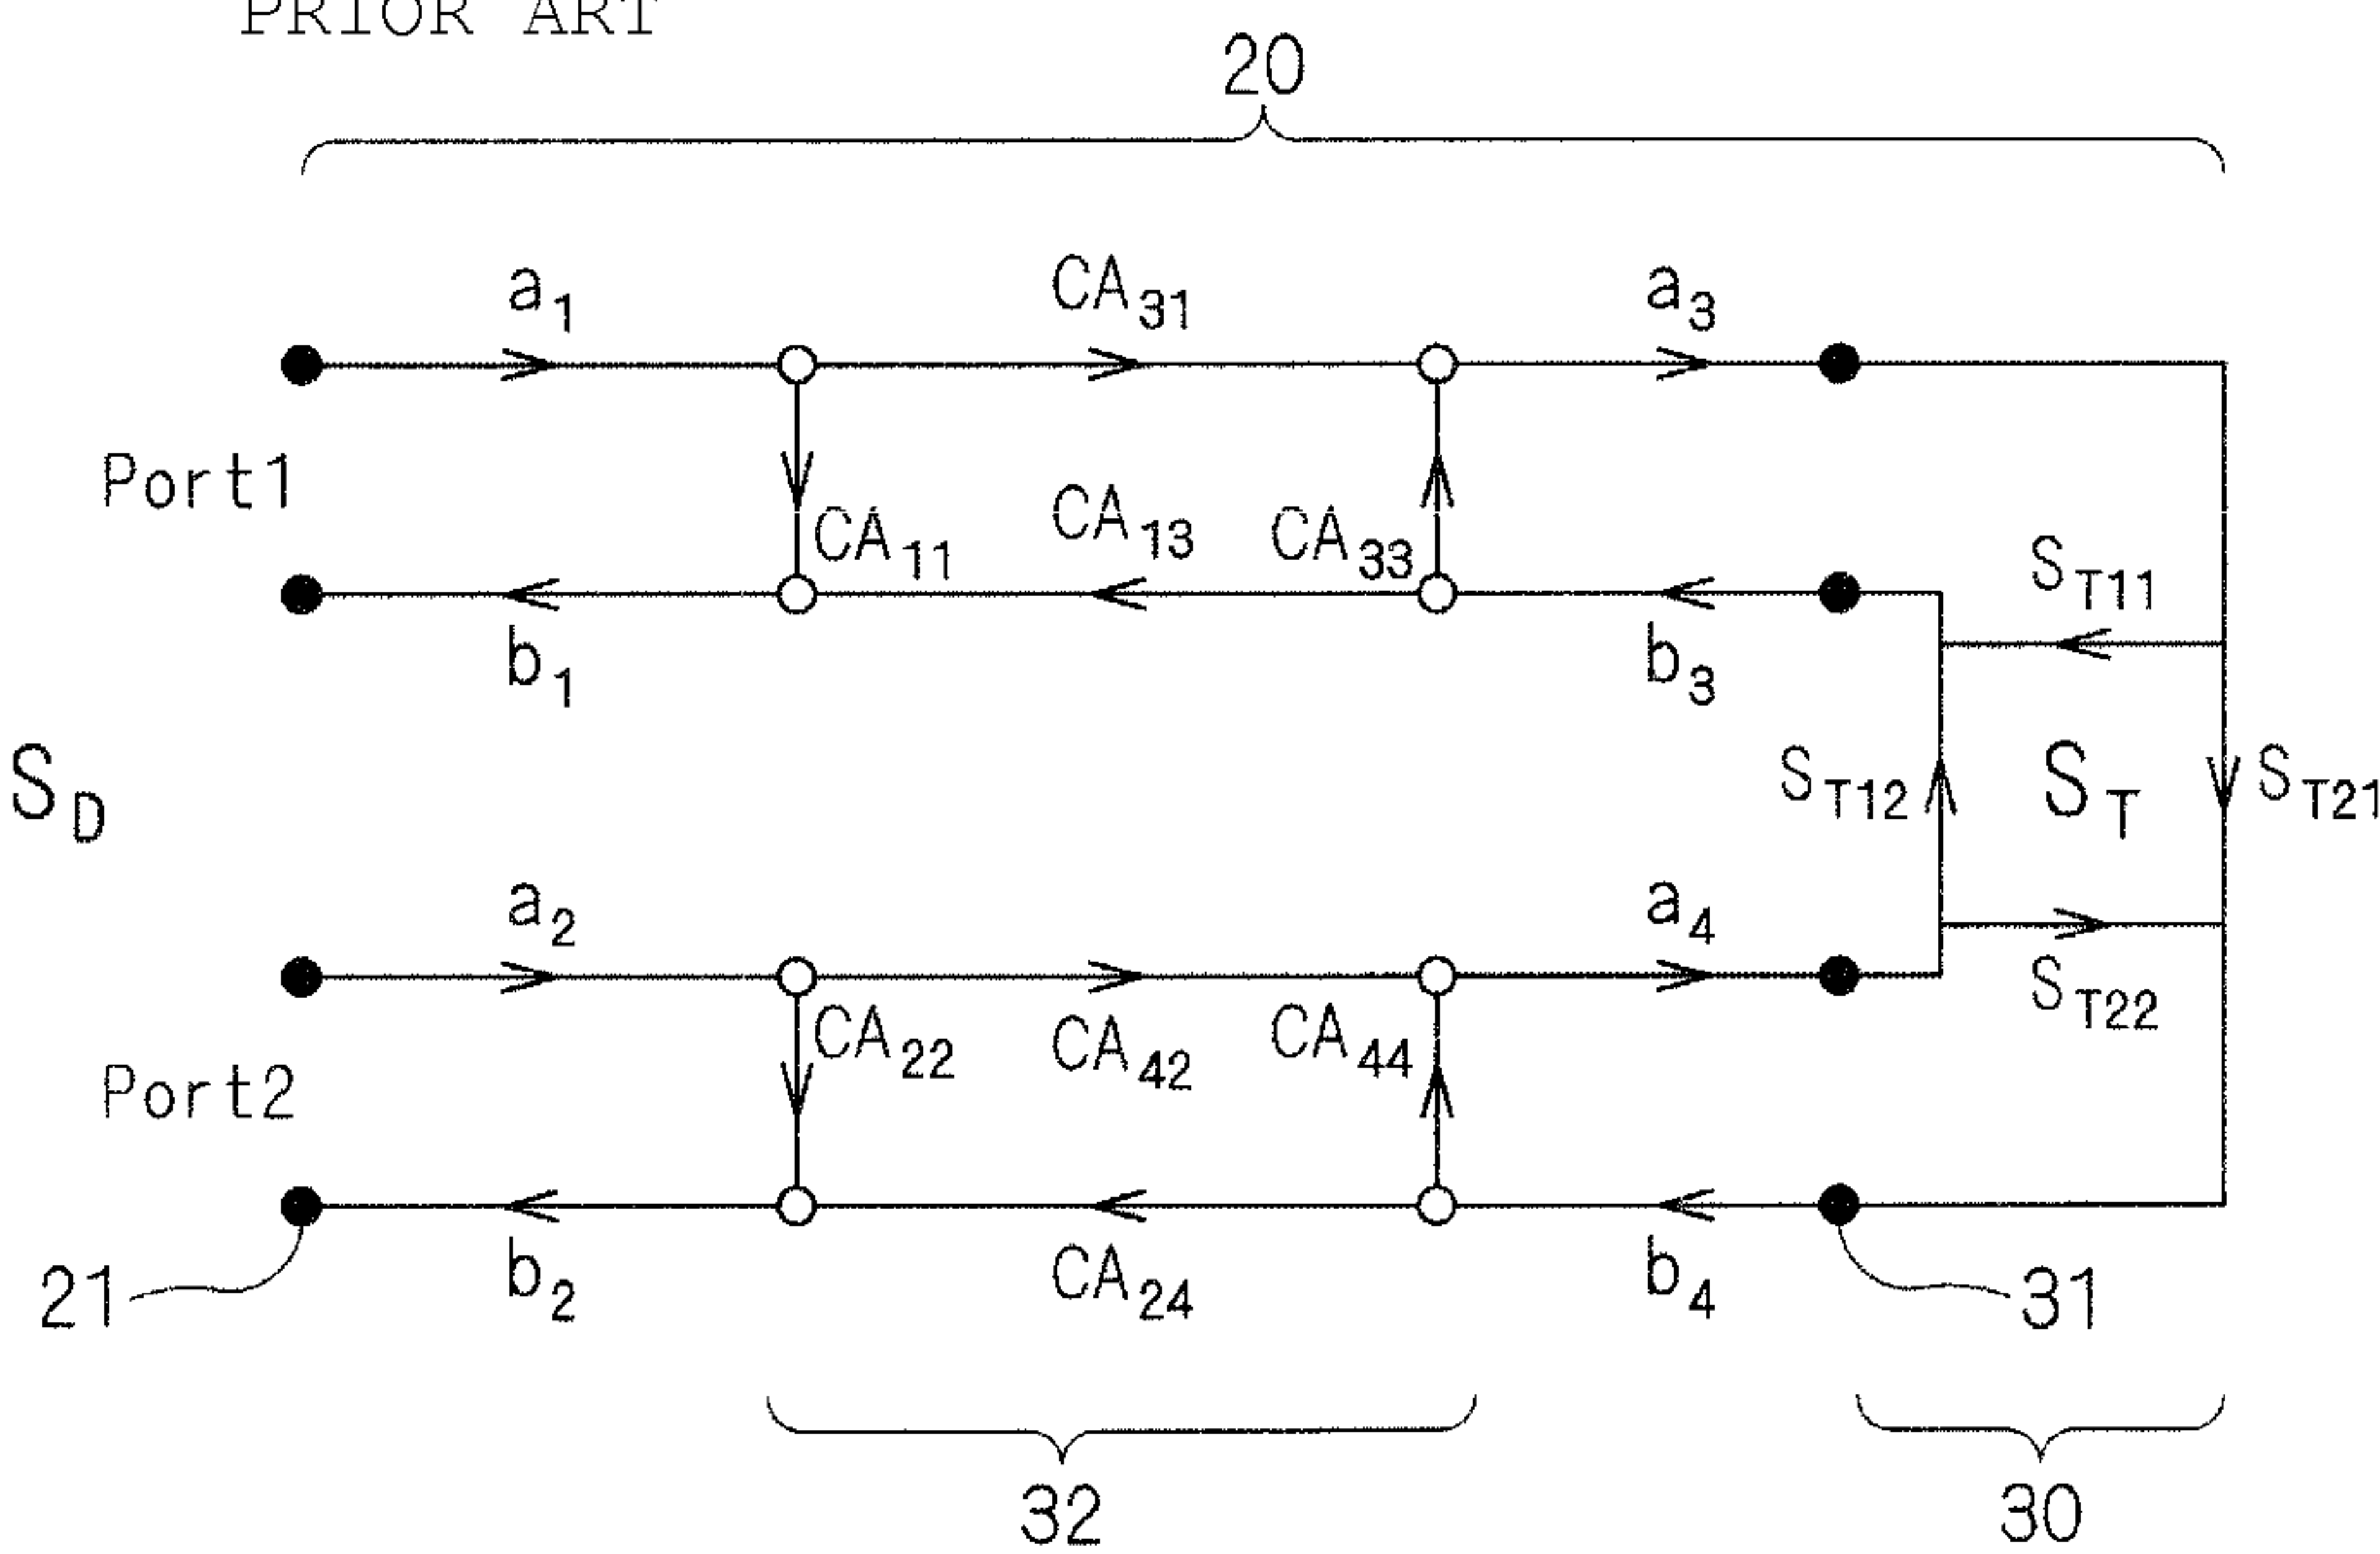 PRIOR ART
20
a1 CA31 a3
Port1
CA11 CA13 CA33 ST11
b1 b3
SD ST12 ST ST21
a2 a4
CA22 CA42 CA44 ST22
Port2
21 b2 CA24 b4 31
32 30